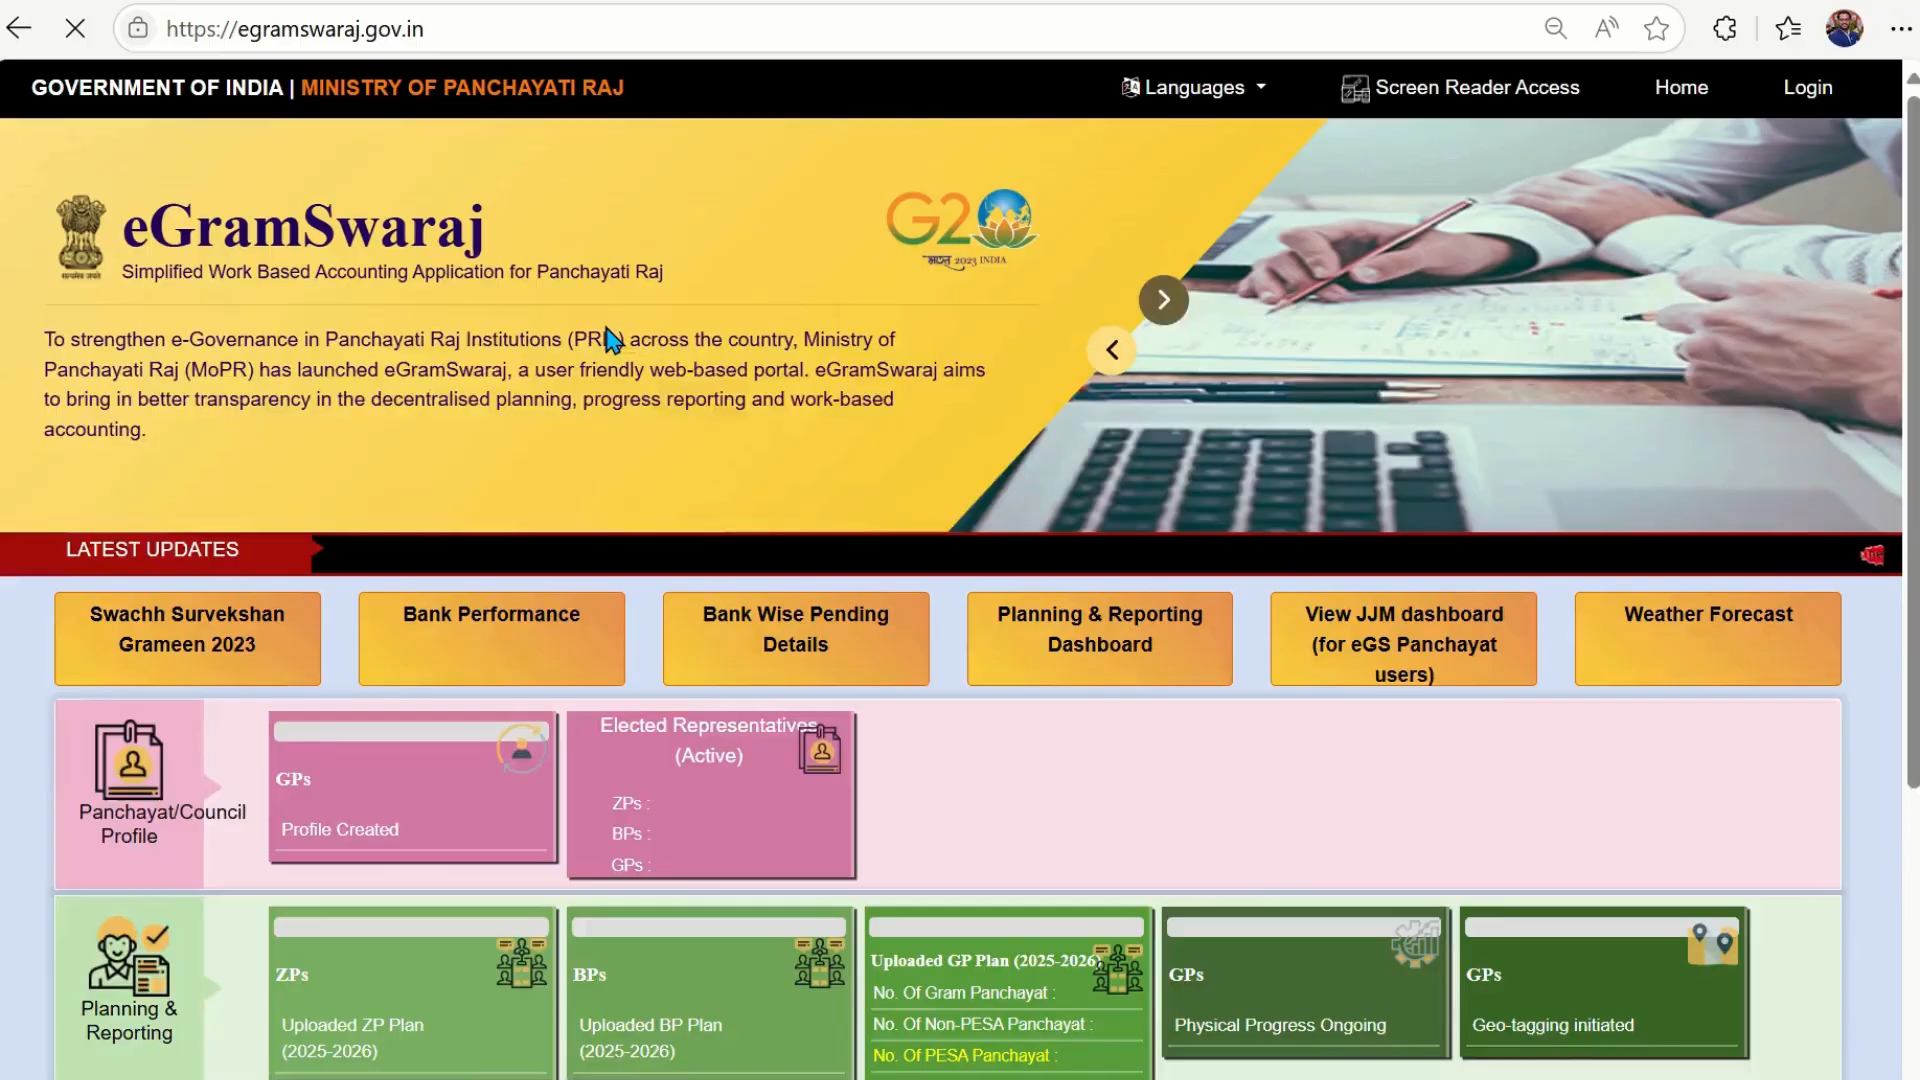 https://egramswaraj.gov.in
GOVERNMENT OF INDIA | MINISTRY OF PANCHAYATI RAJ
Languages
Screen Reader Access
Home
Login
eGramSwaraj
Simplified Work Based Accounting Application for Panchayati Raj
G20
भारत 2023 INDIA
सत्यमेव जयते
To strengthen e-Governance in Panchayati Raj Institutions (PRIs) across the country, Ministry of
Panchayati Raj (MoPR) has launched eGramSwaraj, a user friendly web-based portal. eGramSwaraj aims
to bring in better transparency in the decentralised planning, progress reporting and work-based
accounting.
LATEST UPDATES
Swachh Survekshan
Grameen 2023
Bank Performance
Bank Wise Pending
Details
Planning & Reporting
Dashboard
View JJM dashboard
(for eGS Panchayat
users)
Weather Forecast
Panchayat/Council
Profile
GPs
Profile Created
Elected Representatives
(Active)
ZPs :
BPs :
GPs :
Planning &
Reporting
ZPs
Uploaded ZP Plan
(2025-2026)
BPs
Uploaded BP Plan
(2025-2026)
Uploaded GP Plan (2025-2026)
No. Of Gram Panchayat :
No. Of Non-PESA Panchayat :
No. Of PESA Panchayat :
GPs
Physical Progress Ongoing
GPs
Geo-tagging initiated